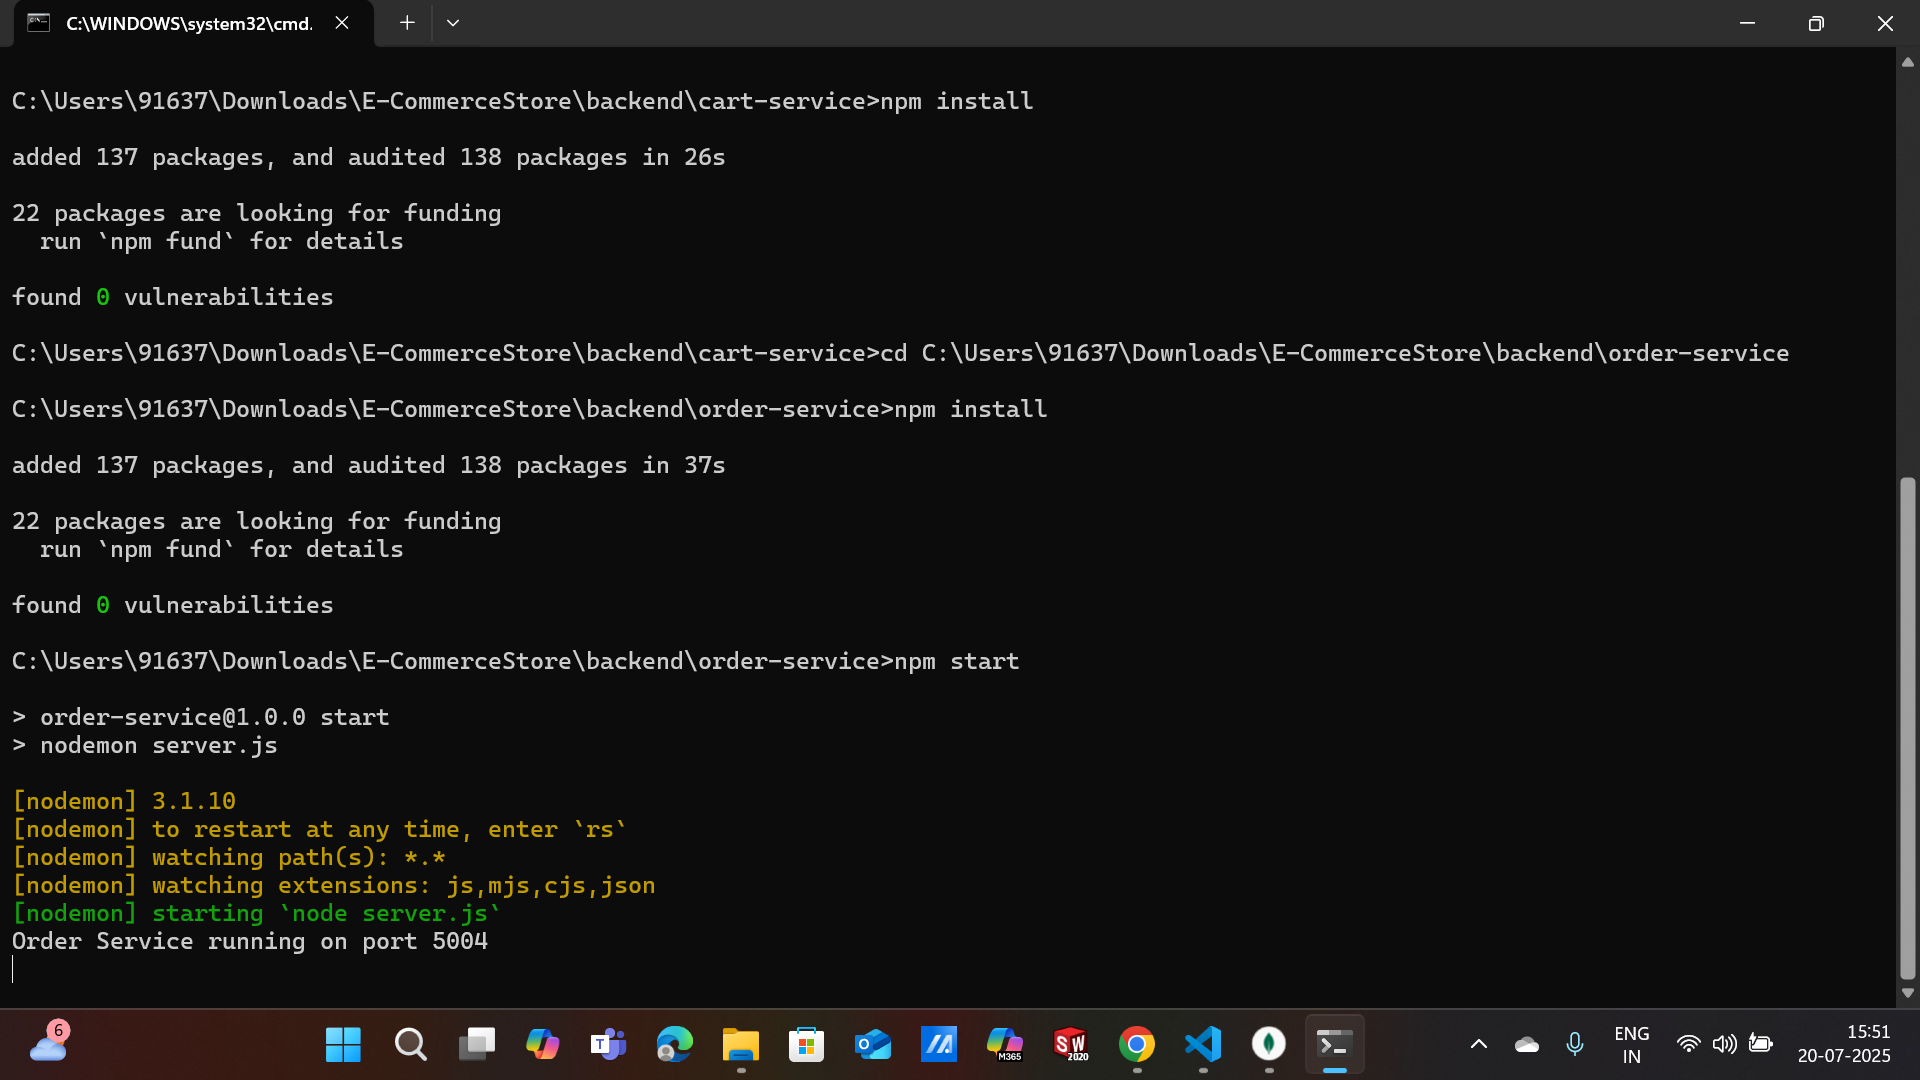 C:\WINDOWS\system32\cmd.
C:\Users\91637\Downloads\E-CommerceStore\backend\cart-service>npm install
added 137 packages, and audited 138 packages in 26s
22 packages are looking for funding
run `npm fund` for details
found 0 vulnerabilities
C:\Users\91637\Downloads\E-CommerceStore\backend\cart-service>cd C:\Users\91637\Downloads\E-CommerceStore\backend\order-service
C:\Users\91637\Downloads\E-CommerceStore\backend\order-service>npm install
added 137 packages, and audited 138 packages in 37s
22 packages are looking for funding
run `npm fund` for details
found 0 vulnerabilities
C:\Users\91637\Downloads\E-CommerceStore\backend\order-service>npm start
> order-service@1.0.0 start
> nodemon server.js
[nodemon] 3.1.10
[nodemon] to restart at any time, enter `rs`
[nodemon] watching path(s): *.*
[nodemon] watching extensions: js,mjs,cjs,json
[nodemon] starting `node server.js`
Order Service running on port 5004
6
T
O
M365
SW
2020
ENG
IN
15:51
20-07-2025